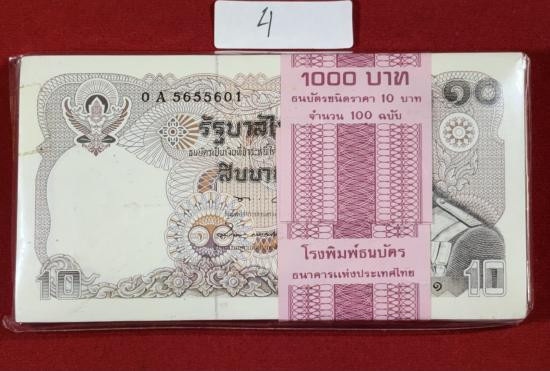 4
0 A 5655601
1000 บาท
ธนบัตรชนิดราคา 10 บาท
จำนวน 100 ฉบับ
๑๐
รัฐบาลไ
สิบบา
โรงพิมพ์ธนบัตร
ธนาคารแห่งประเทศไทย
10
10
๑